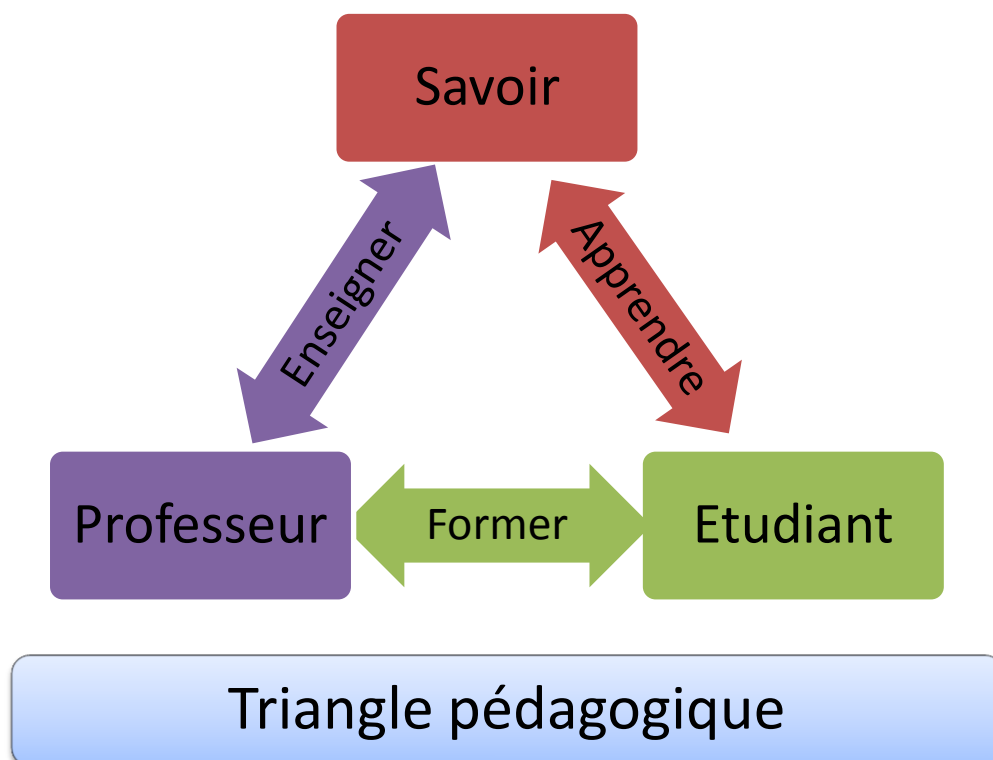 Savoir
Enseigner
Apprendre
Professeur
Former
Etudiant
Triangle pédagogique